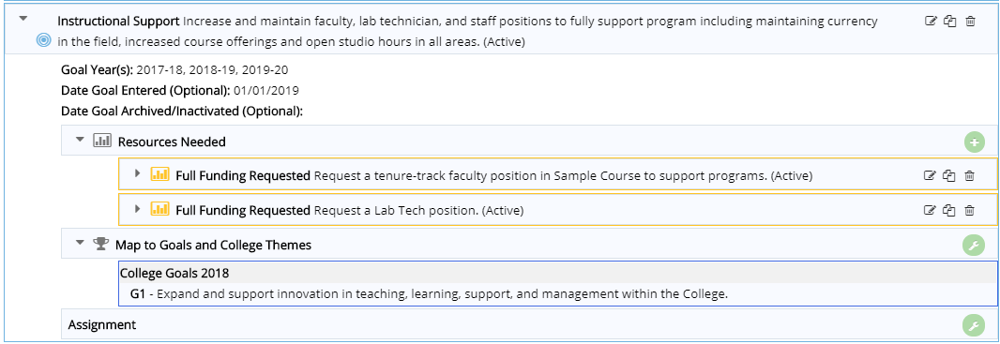 Instructional Support Increase and maintain faculty, lab technician, and staff positions to fully support program including maintaining currency
in the field, increased course offerings and open studio hours in all areas. (Active)
Goal Year(s): 2017-18, 2018-19, 2019-20
Date Goal Entered (Optional): 01/01/2019
Date Goal Archived/Inactivated (Optional):
Resources Needed
Full Funding Requested Request a tenure-track faculty position in Sample Course to support programs. (Active)
Full Funding Requested Request a Lab Tech position. (Active)
Map to Goals and College Themes
College Goals 2018
G1 - Expand and support innovation in teaching, learning, support, and management within the College.
Assignment